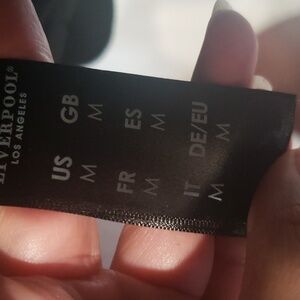 LIVERPOOL®
LOS ANGELES
US GB
M M
FR ES
M M
IT DE/EU
M M